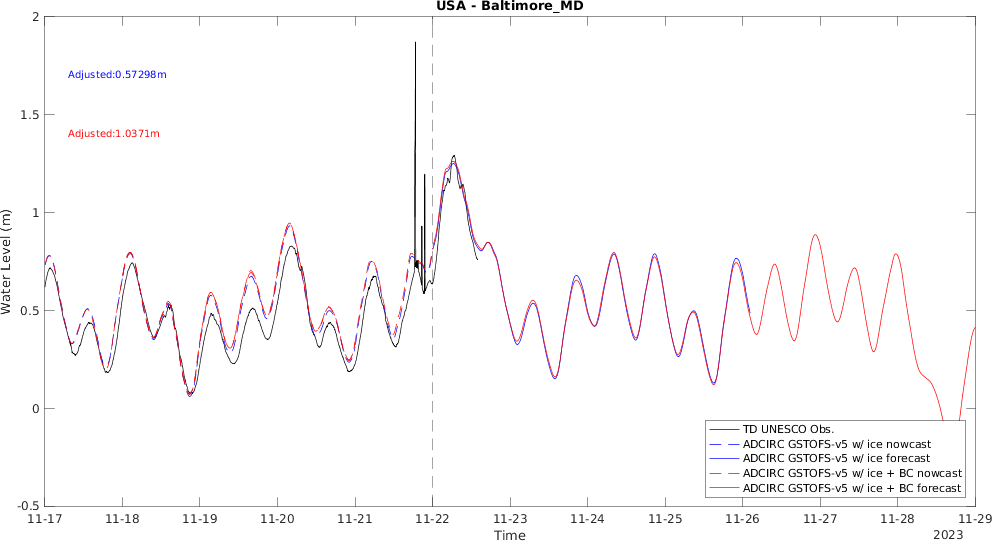 USA - Baltimore_MD
2
Adjusted:0.57298m
1.5
Adjusted:1.0371m
1
Water Level (m)
0.5
0
TD UNESCO Obs.
ADCIRC GSTOFS-v5 w/ ice nowcast
ADCIRC GSTOFS-v5 w/ ice forecast
ADCIRC GSTOFS-v5 w/ ice + BC nowcast
ADCIRC GSTOFS-v5 w/ ice + BC forecast
-0.5
11-17 11-18 11-19 11-20 11-21 11-22 11-23 11-24 11-25 11-26 11-27 11-28 11-29
Time
2023